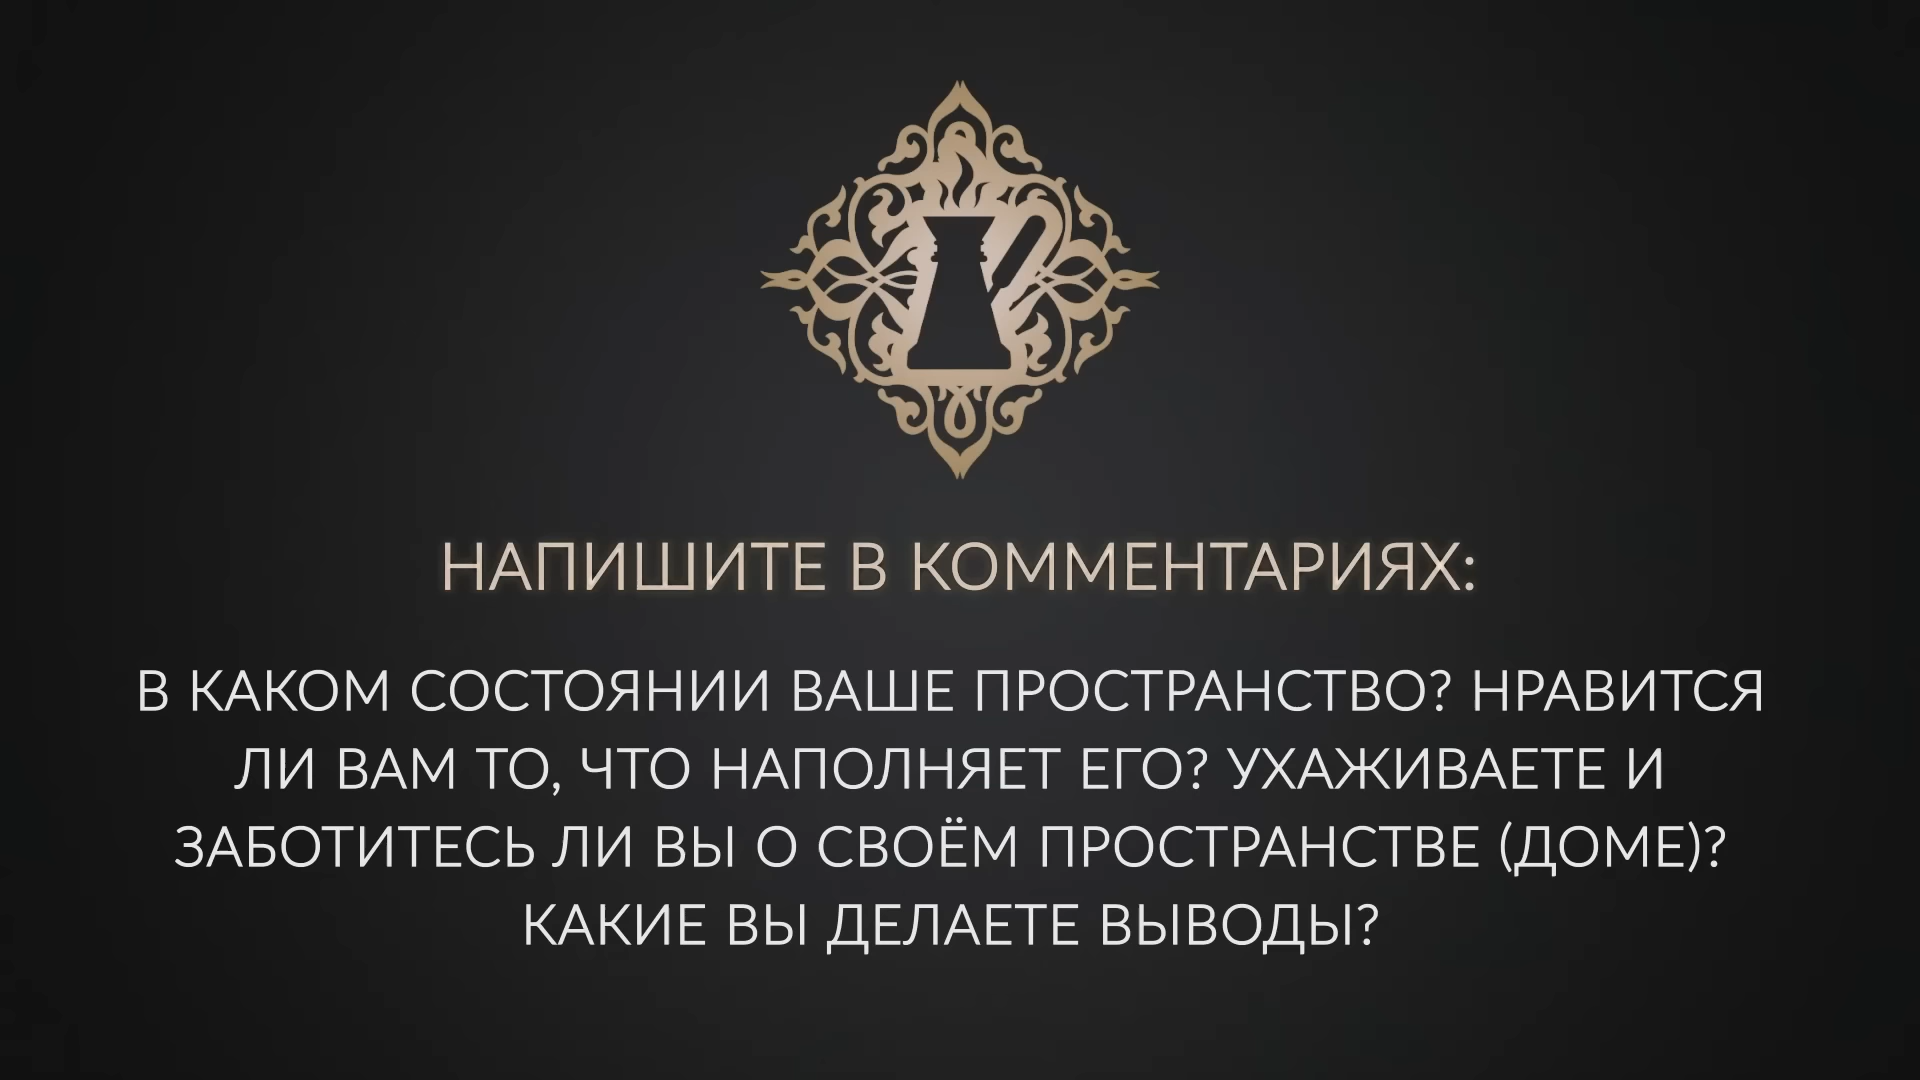 НАПИШИТЕ В КОММЕНТАРИЯХ:
В КАКОМ СОСТОЯНИИ ВАШЕ ПРОСТРАНСТВО? НРАВИТСЯ
ЛИ ВАМ ТО, ЧТО НАПОЛНЯЕТ ЕГО? УХАЖИВАЕТЕ И
ЗАБОТИТЕСЬ ЛИ ВЫ О СВОЁМ ПРОСТРАНСТВЕ (ДОМЕ)?
КАКИЕ ВЫ ДЕЛАЕТЕ ВЫВОДЫ?